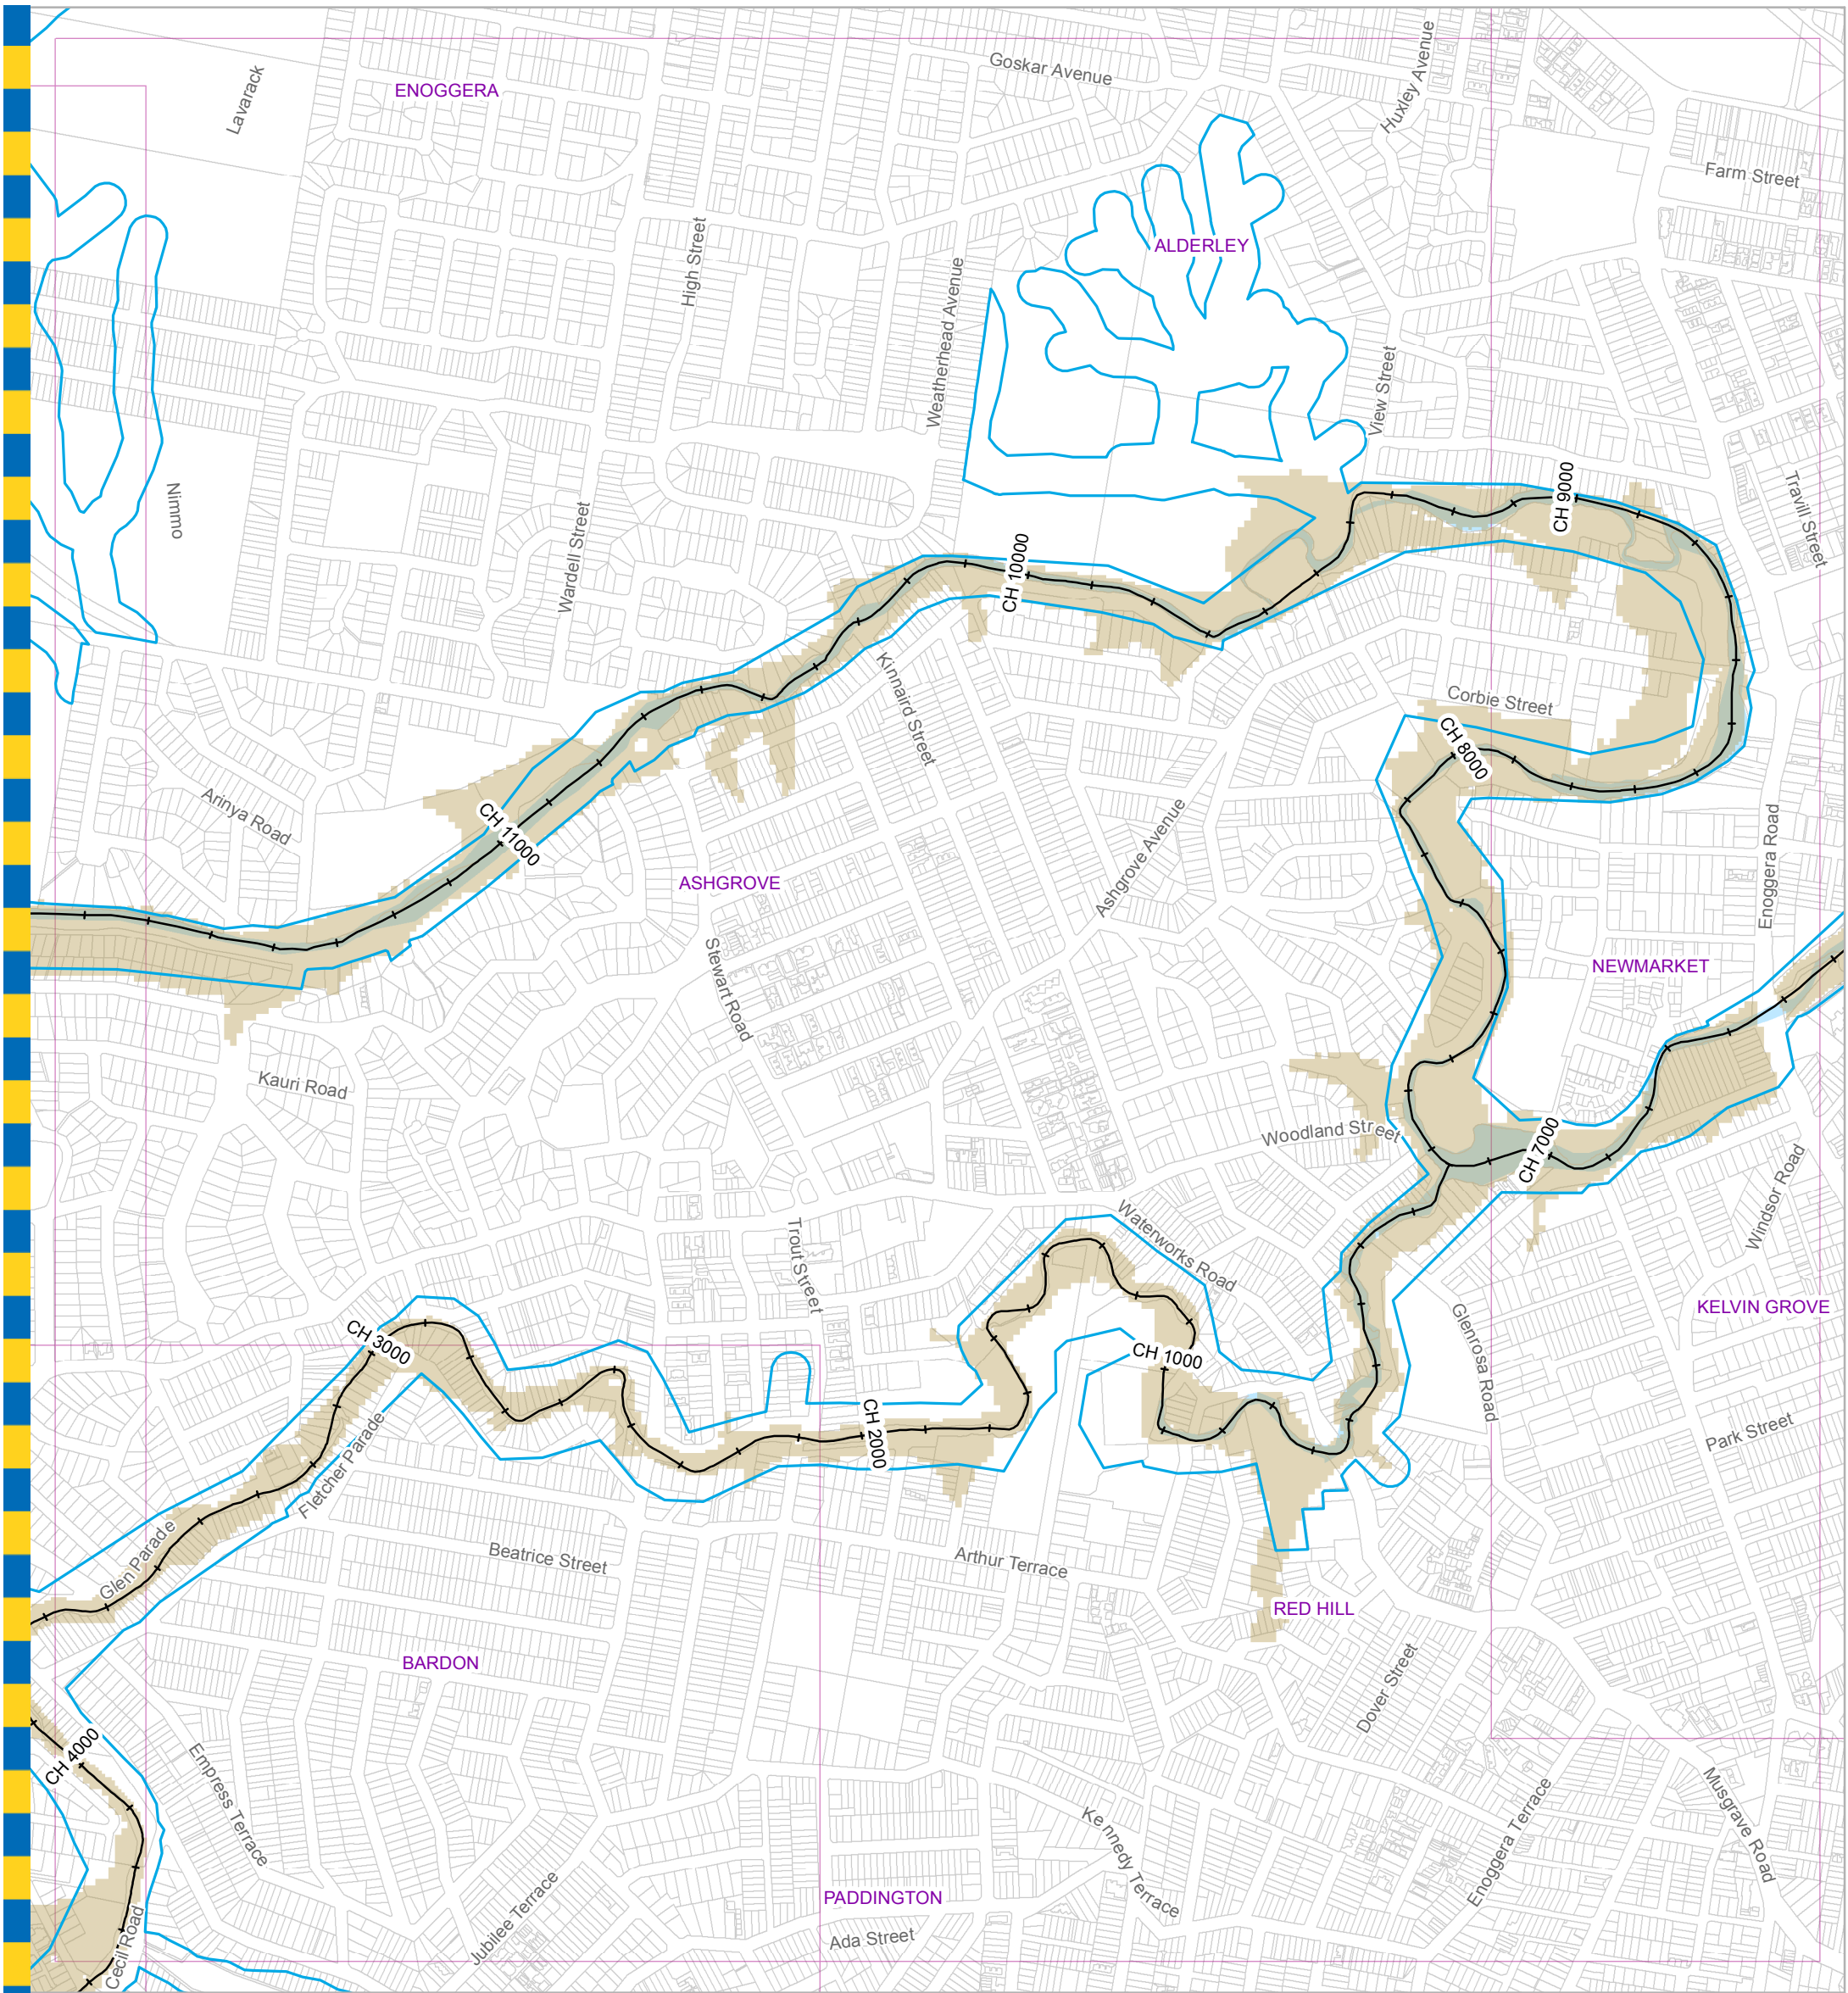 Goskar Avenue
Huxley Avenue
Lavarack
ENOGGERA
Farm Street
ALDERLEY
High Street
Weatherhead Avenue
View Street
Nimmo
Wardell Street
CH 9000
Travill Street
CH 10000
Kinnaird Street
Corbie Street
CH 8000
Arinya Road
CH 11000
Ashgrove Avenue
Enoggera Road
ASHGROVE
Stewart Road
NEWMARKET
Kauri Road
Woodland Street
CH 7000
Windsor Road
Waterworks Road
Trout Street
KELVIN GROVE
CH 3000
CH 1000
Glenrosa Road
Fletcher Parade
CH 2000
Park Street
Glen Parade
Beatrice Street
Arthur Terrace
RED HILL
BARDON
Dover Street
CH 4000
Empress Terrace
Kennedy Terrace
Enoggera Terrace
Musgrave Road
PADDINGTON
Jubilee Terrace
Ada Street
Cecil Road